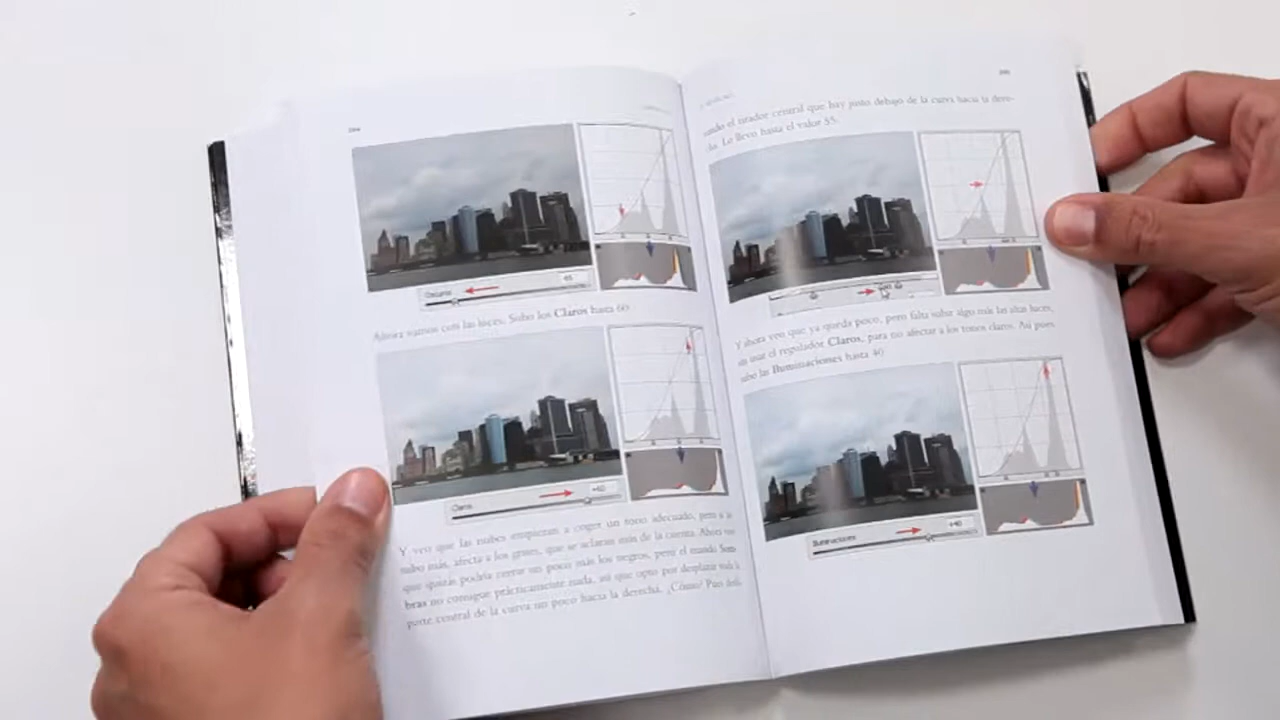 Oscuros -65
Ahora vamos con las luces. Subo los Claros hasta 60
Claros +60
Y veo que las nubes empiezan a coger un tono adecuado, pero si
subo más, afecta a los grises, que se aclaran más de la cuenta. Ahora veo
que quizás podría cerrar un poco más los negros, pero el mando Som-
bras no consigue prácticamente nada, así que opto por desplazar toda la
parte central de la curva un poco hacia la derecha. ¿Cómo? Pues
el tirador central que hay justo debajo de la curva hacia la dere-
cha. Lo llevo hasta el valor 55.
Y ahora veo que ya queda poco, pero falta subir algo más las altas luces,
sin usar el regulador Claros, para no afectar a los tonos claros. Así pues
subo las Iluminaciones hasta 40
Iluminaciones +40